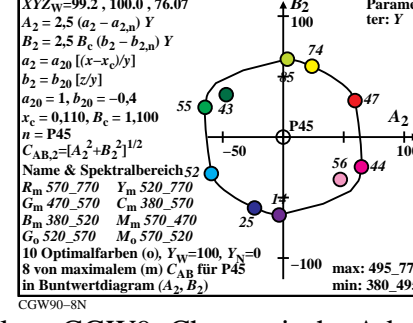 XYZW=99.2 , 100.0 , 76.07
A2 = 2,5 (a2 – a2,n) Y
B2 = 2,5 Bc (b2 – b2,n) Y
a2 = a20 [(x–xc)/y]
b2 = b20 [z/y]
a20 = 1, b20 = –0,4
xc = 0,110, Bc = 1,100
n = P45
CAB,2=[A2²+B2²]1/2
Name & Spektralbereich
Rm 570_770 Ym 520_770
Gm 470_570 Cm 380_570
Bm 380_520 Mm 570_470
Go 520_570 Mo 570_520
10 Optimalfarben (o), YW=100, YN=0
8 von maximalem (m) CAB für P45
in Buntwertdiagram (A2, B2)
B2
100
74
55
43
47
P45
A2
–50
100
52
56
44
25
–100
Parame
ter: Y
max: 495_77
min: 380_495
CGW90–8N